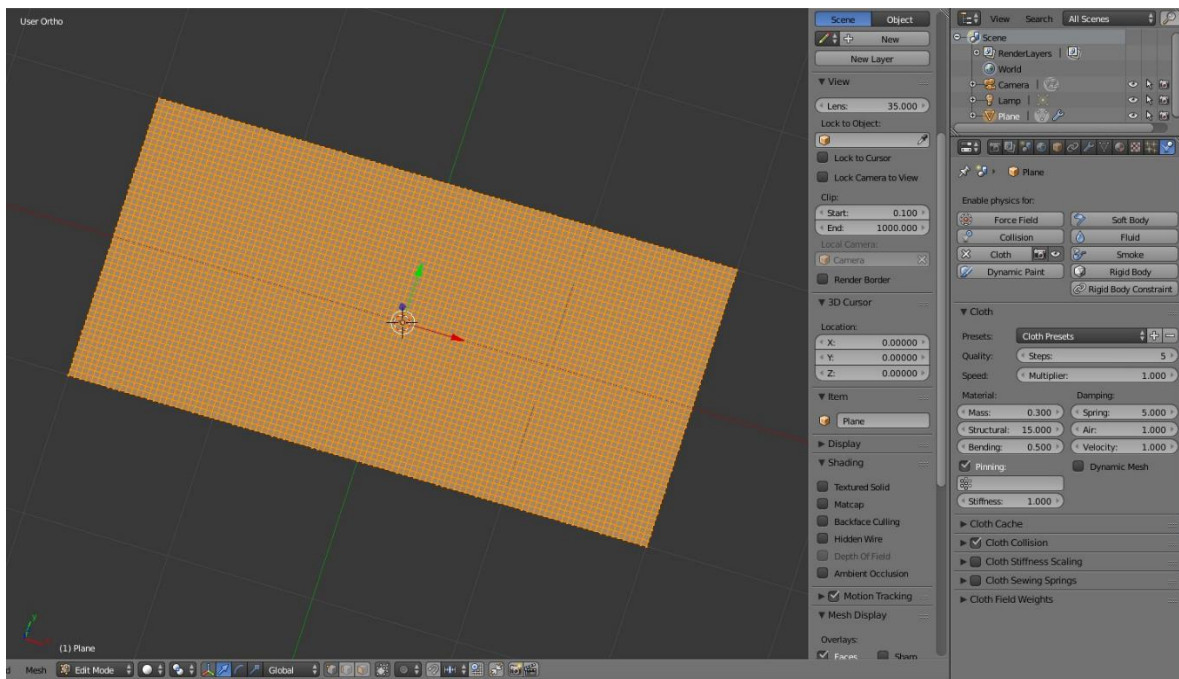 User Ortho
(1) Plane
d Mesh Edit Mode Global
Scene Object
New
New Layer
View
Lens: 35.000
Lock to Object:
Lock to Cursor
Lock Camera to View
Clip:
Start: 0.100
End: 1000.000
Local Camera:
Camera
Render Border
3D Cursor
Location:
X: 0.00000
Y: 0.00000
Z: 0.00000
Item
Plane
Display
Shading
Textured Solid
Matcap
Backface Culling
Hidden Wire
Depth Of Field
Ambient Occlusion
Motion Tracking
Mesh Display
Overlays:
Faces Sharp
View Search All Scenes
Scene
RenderLayers
World
Camera
Lamp
Plane
Plane
Enable physics for:
Force Field Soft Body
Collision Fluid
Cloth Smoke
Dynamic Paint Rigid Body
Rigid Body Constraint
Cloth
Presets: Cloth Presets
Quality: Steps: 5
Speed: Multiplier: 1.000
Material: Damping:
Mass: 0.300 Spring: 5.000
Structural: 15.000 Air: 1.000
Bending: 0.500 Velocity: 1.000
Pinning: Dynamic Mesh
Stiffness: 1.000
Cloth Cache
Cloth Collision
Cloth Stiffness Scaling
Cloth Sewing Springs
Cloth Field Weights